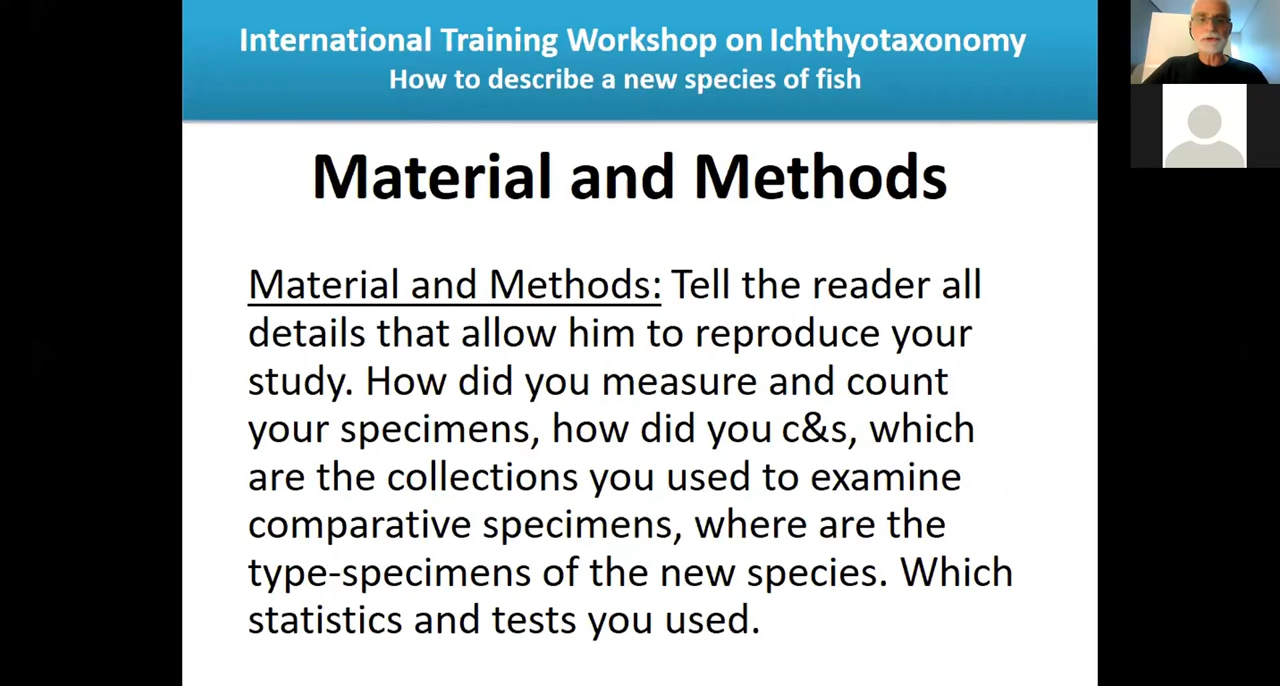 International Training Workshop on Ichthyotaxonomy
How to describe a new species of fish
Material and Methods
Material and Methods: Tell the reader all
details that allow him to reproduce your
study. How did you measure and count
your specimens, how did you c&s, which
are the collections you used to examine
comparative specimens, where are the
type-specimens of the new species. Which
statistics and tests you used.